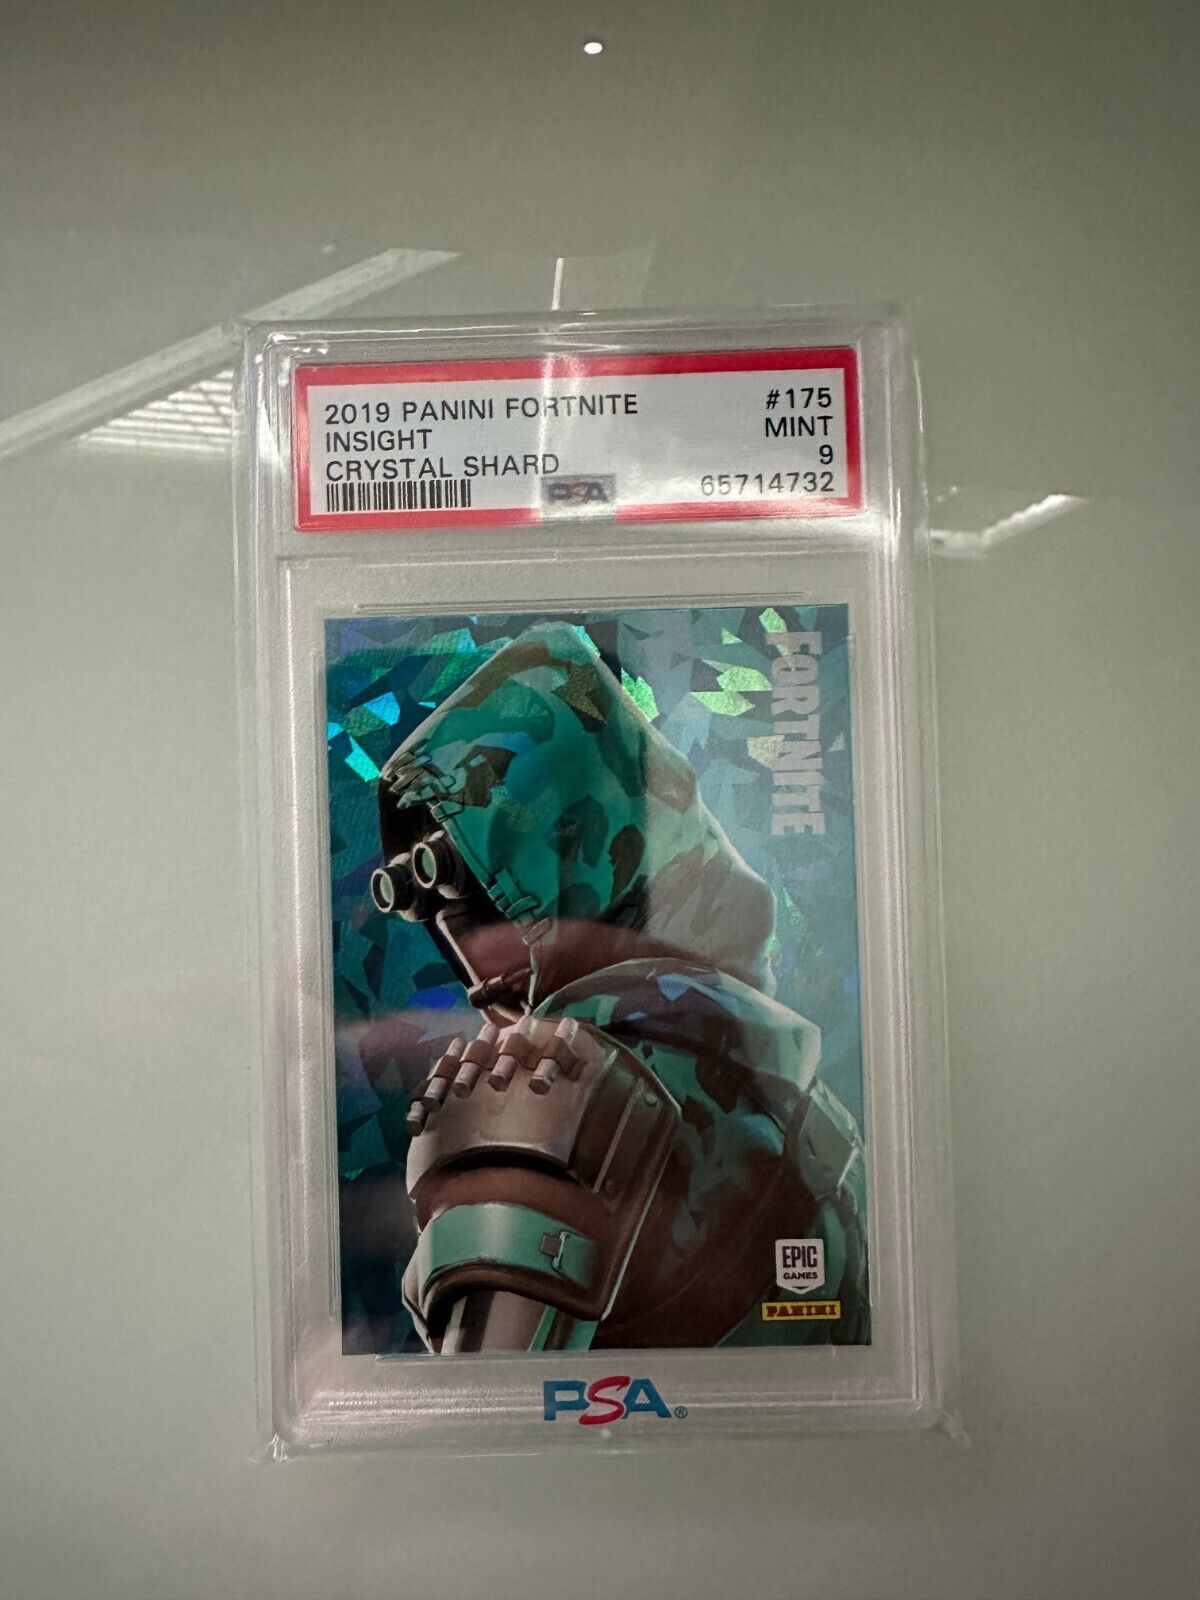 2019 PANINI FORTNITE #175
INSIGHT MINT
CRYSTAL SHARD 9
PSA 65714732
FORTNITE
EPIC
GAMES
PANINI
PSA®